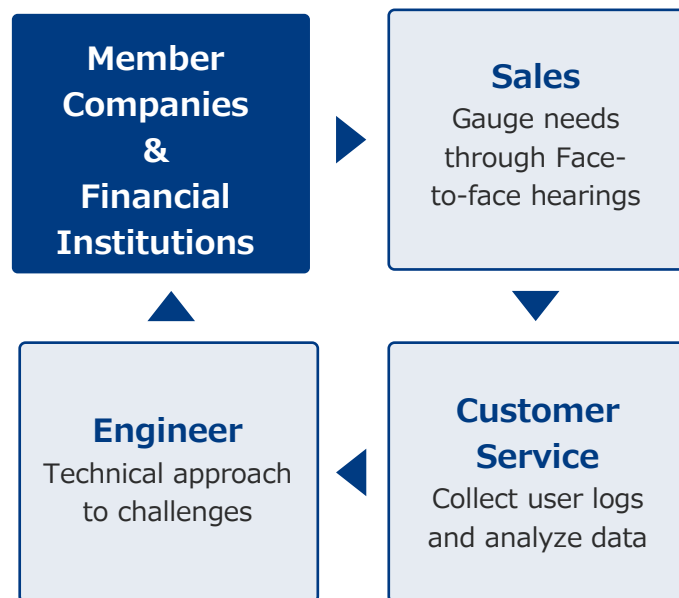 Member
Companies
&
Financial
Institutions
Sales
Gauge needs
through Face-
to-face hearings
Customer
Service
Collect user logs
and analyze data
Engineer
Technical approach
to challenges